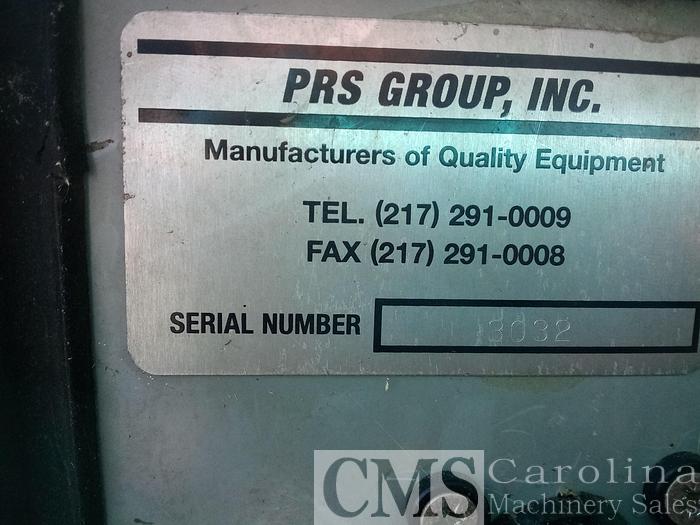 PRS GROUP, INC.
Manufacturers of Quality Equipment
TEL. (217) 291-0009
FAX (217) 291-0008
SERIAL NUMBER 3032
CMS Carolina
Machinery Sales